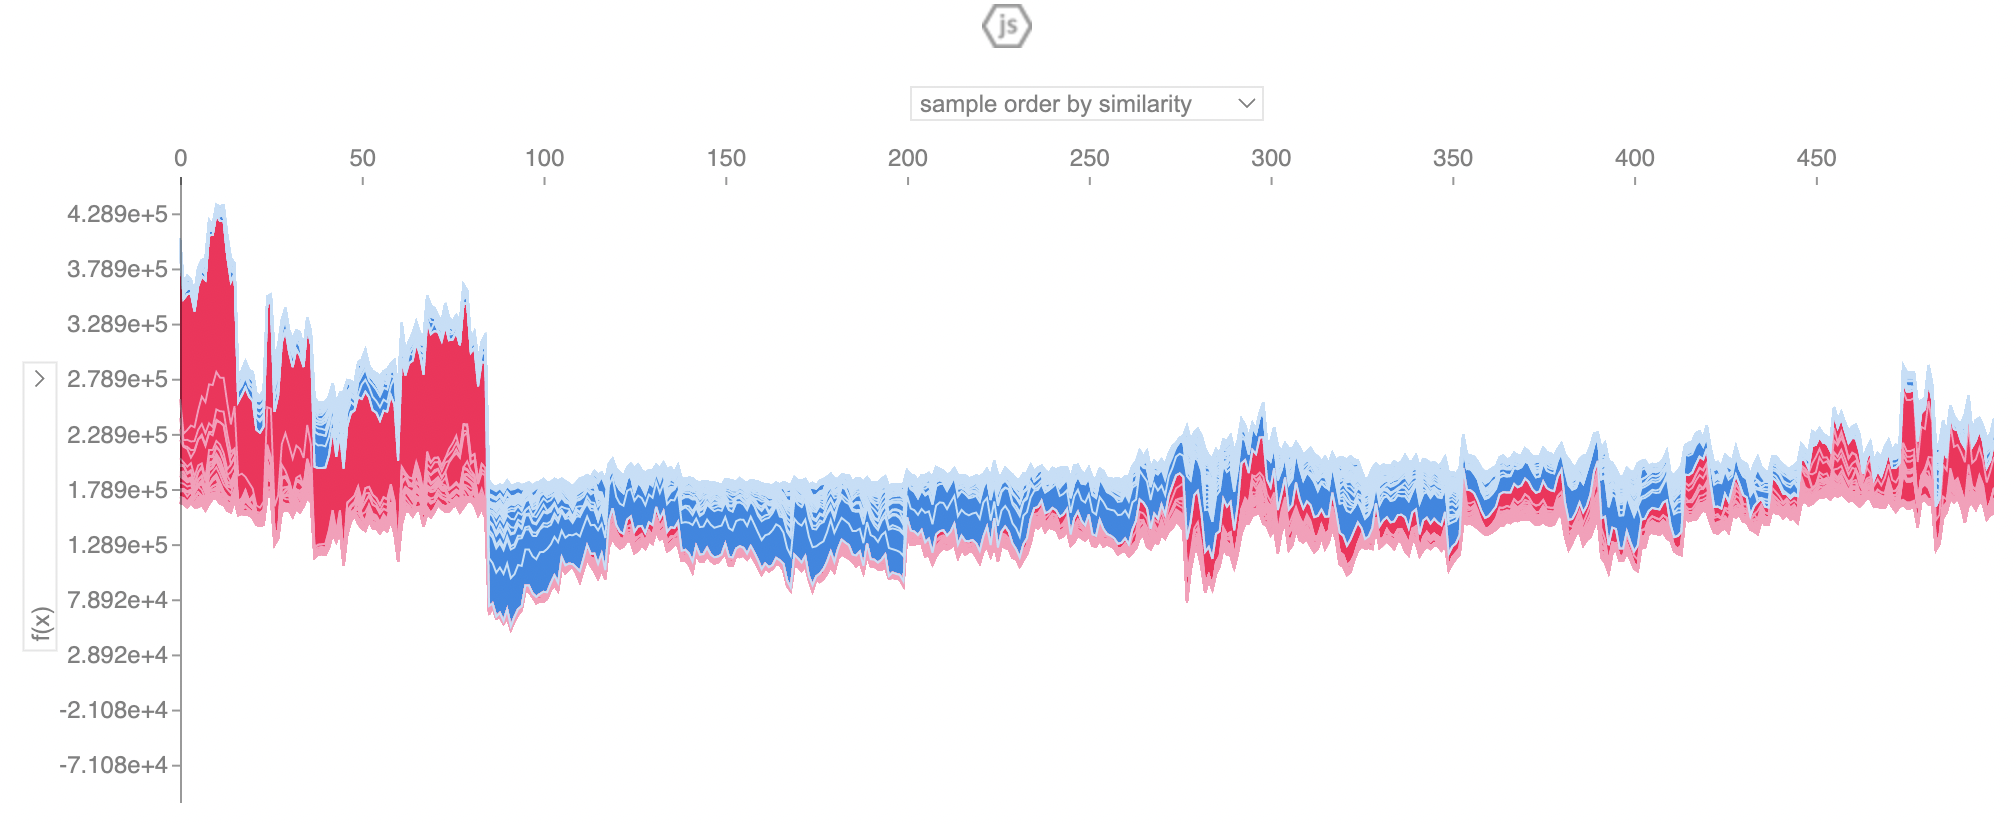 js
sample order by similarity
0 50 100 150 200 250 300 350 400 450
4.289e+5
3.789e+5
3.289e+5
2.789e+5
2.289e+5
1.789e+5
1.289e+5
7.892e+4
2.892e+4
-2.108e+4
-7.108e+4
f(x)